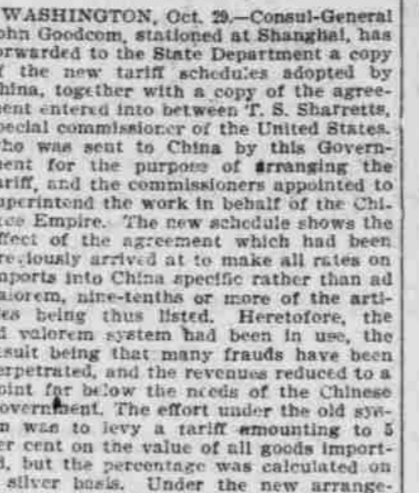 WASHINGTON, Oct. 29.—Consul-General
ohn Goodcom, stationed at Shanghai, has
orwarded to the State Department a copy
f the new tariff schedules adopted by
hina, together with a copy of the agree-
ent entered into between T. S. Sharretts,
pecial commissioner of the United States.
ho was sent to China by this Govern-
ent for the purpose of arranging the
ariff, and the commissioners appointed to
uperintend the work in behalf of the Chi-
ese Empire. The new schedule shows the
ffect of the agreement which had been
reviously arrived at to make all rates on
mports into China specific rather than ad
alorem, nine-tenths or more of the arti-
les being thus listed. Heretofore, the
d valorem system had been in use, the
esult being that many frauds have been
erpetrated, and the revenues reduced to a
oint far below the needs of the Chinese
overnment. The effort under the old sys-
m was to levy a tariff amounting to 5
er cent on the value of all goods import-
d, but the percentage was calculated on
silver basis. Under the new arrange-